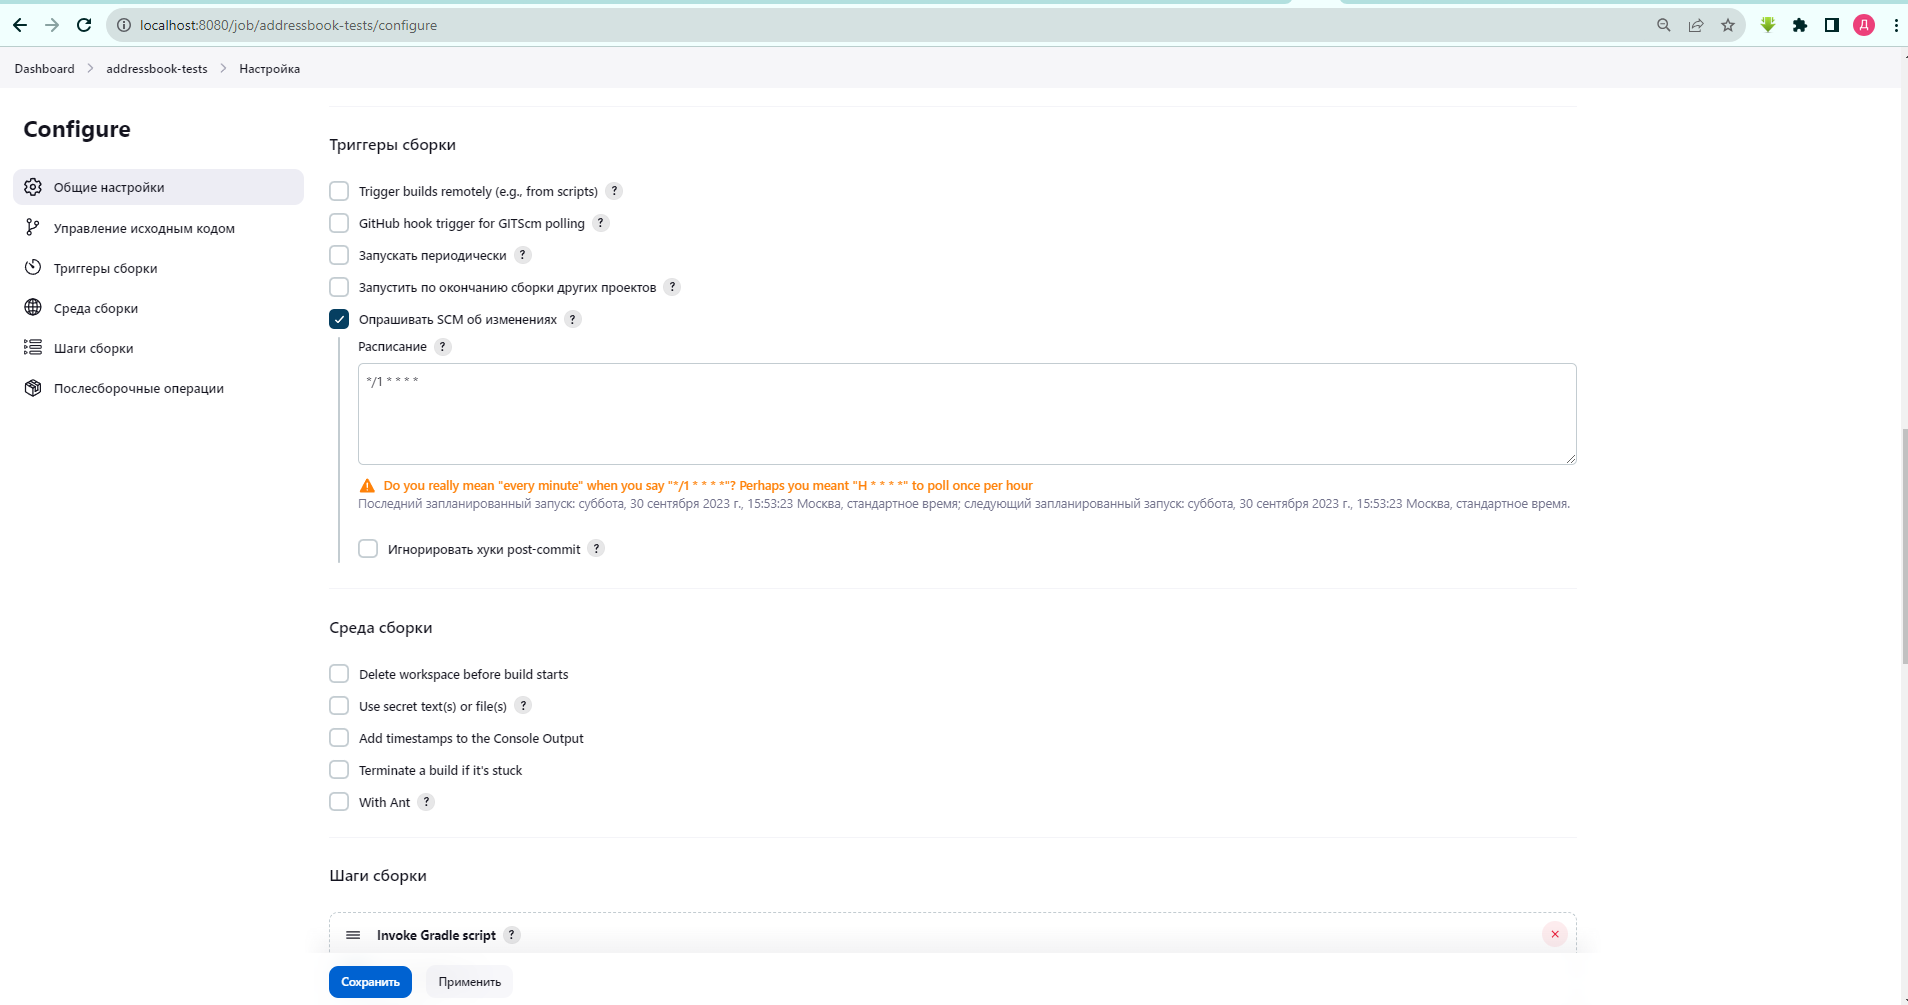 localhost:8080/job/addressbook-tests/configure
Д
Dashboard > addressbook-tests > Настройка
Configure
Общие настройки
Управление исходным кодом
Триггеры сборки
Среда сборки
Шаги сборки
Послесборочные операции
Триггеры сборки
Trigger builds remotely (e.g., from scripts) ?
GitHub hook trigger for GITScm polling ?
Запускать периодически ?
Запустить по окончанию сборки других проектов ?
Опрашивать SCM об изменениях ?
Расписание ?
*/1 * * * *
Do you really mean "every minute" when you say "*/1 * * * *"? Perhaps you meant "H * * * *" to poll once per hour
Последний запланированный запуск: суббота, 30 сентября 2023 г., 15:53:23 Москва, стандартное время; следующий запланированный запуск: суббота, 30 сентября 2023 г., 15:53:23 Москва, стандартное время.
Игнорировать хуки post-commit ?
Среда сборки
Delete workspace before build starts
Use secret text(s) or file(s) ?
Add timestamps to the Console Output
Terminate a build if it's stuck
With Ant ?
Шаги сборки
Invoke Gradle script ?
Сохранить
Применить